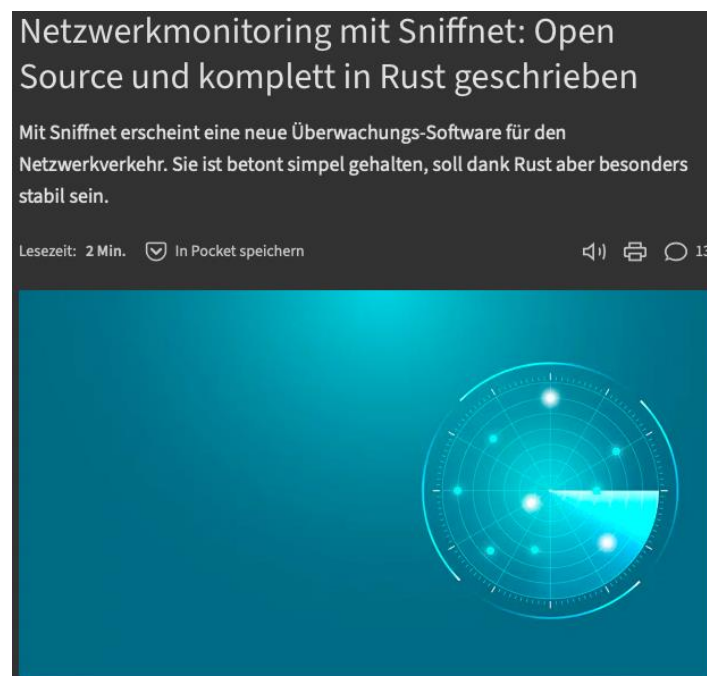 Netzwerkmonitoring mit Sniffnet: Open
Source und komplett in Rust geschrieben
Mit Sniffnet erscheint eine neue Überwachungs-Software für den
Netzwerkverkehr. Sie ist betont simpel gehalten, soll dank Rust aber besonders
stabil sein.
Lesezeit: 2 Min. In Pocket speichern